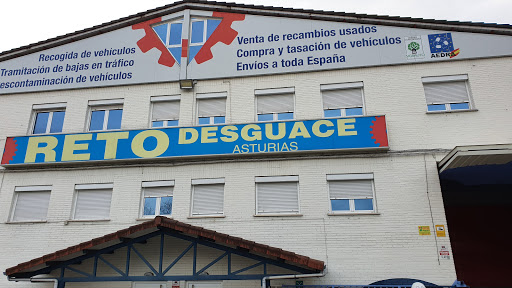 Recogida de vehículos
Tramitación de bajas en tráfico
escontaminación de vehículos
Venta de recambios usados
Compra y tasación de vehículos
Envíos a toda España
AEDRA
RETO DESGUACE
ASTURIAS